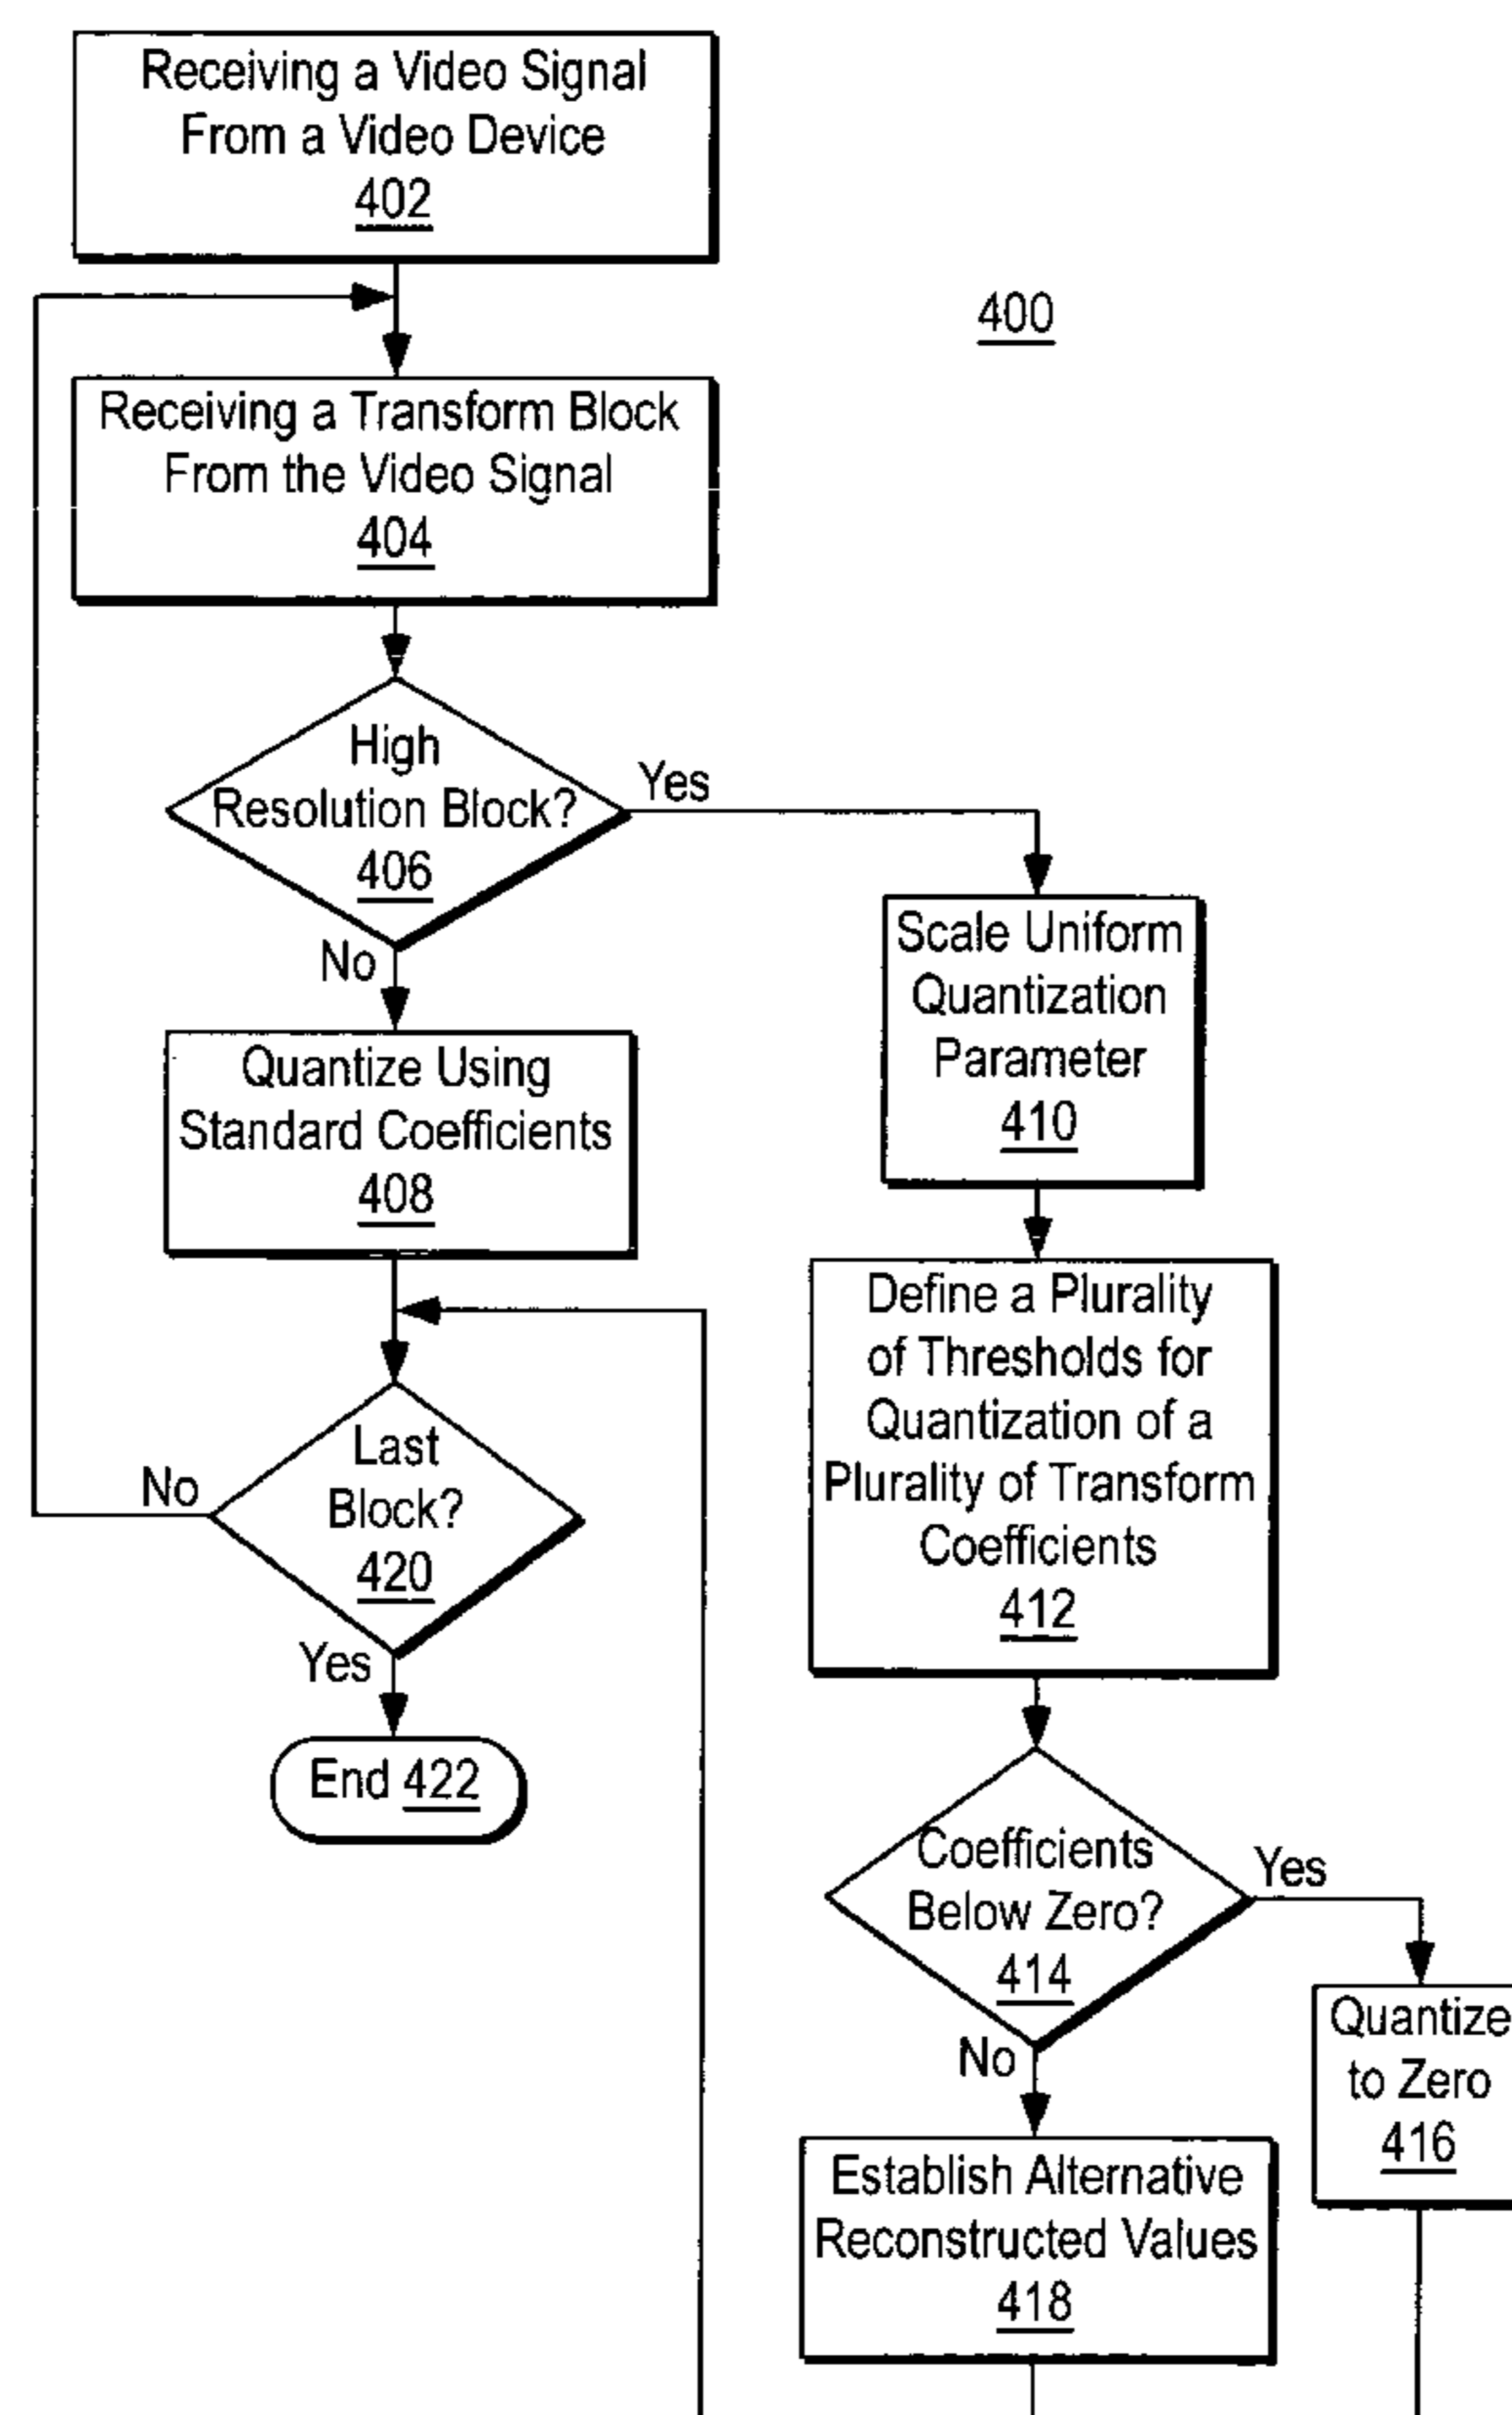 Receiving a Video Signal
From a Video Device
402
400
Receiving a Transform Block
From the Video Signal
404
High
Resolution Block?
406
Yes
No
Scale Uniform
Quantization
Parameter
410
Quantize Using
Standard Coefficients
408
Define a Plurality
of Thresholds for
Quantization of a
Plurality of Transform
Coefficients
412
Last
Block?
420
No
Yes
End 422
Coefficients
Below Zero?
414
Yes
No
Quantize
to Zero
416
Establish Alternative
Reconstructed Values
418